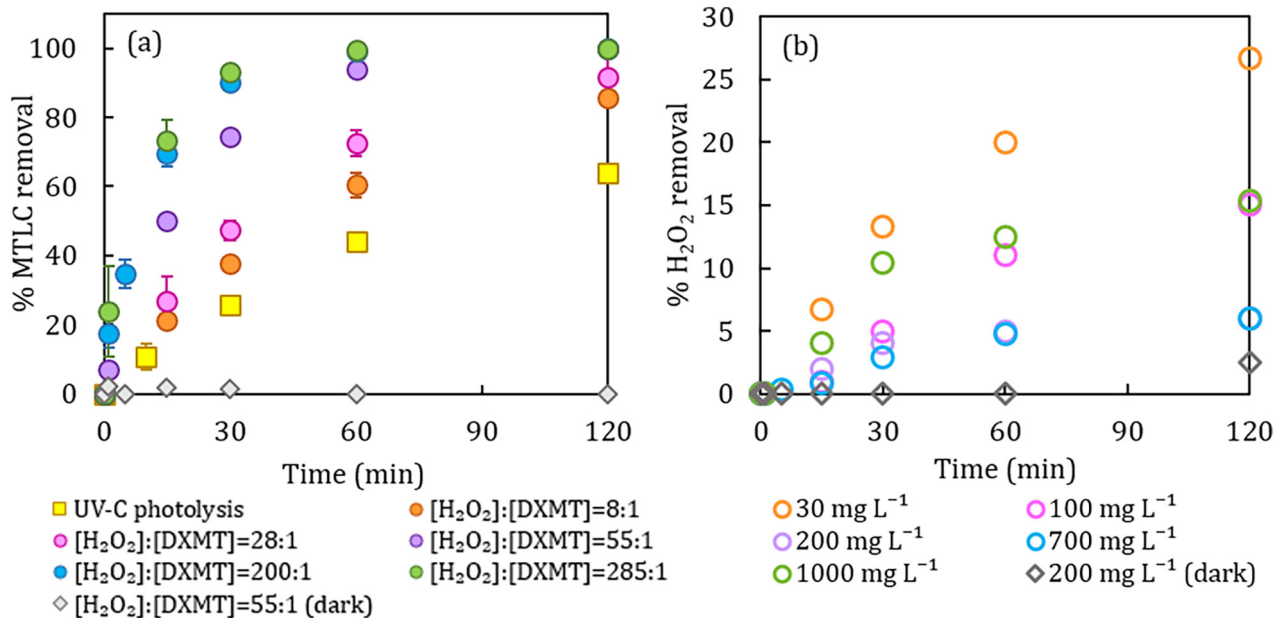 (a)
% MTLC removal
100
80
60
40
20
0
0 30 60 90 120
Time (min)
UV-C photolysis
[H₂O₂]:[DXMT]=8:1
[H₂O₂]:[DXMT]=28:1
[H₂O₂]:[DXMT]=55:1
[H₂O₂]:[DXMT]=200:1
[H₂O₂]:[DXMT]=285:1
[H₂O₂]:[DXMT]=55:1 (dark)
(b)
% H₂O₂ removal
30
25
20
15
10
5
0
0 30 60 90 120
Time (min)
30 mg L⁻¹
100 mg L⁻¹
200 mg L⁻¹
700 mg L⁻¹
1000 mg L⁻¹
200 mg L⁻¹ (dark)